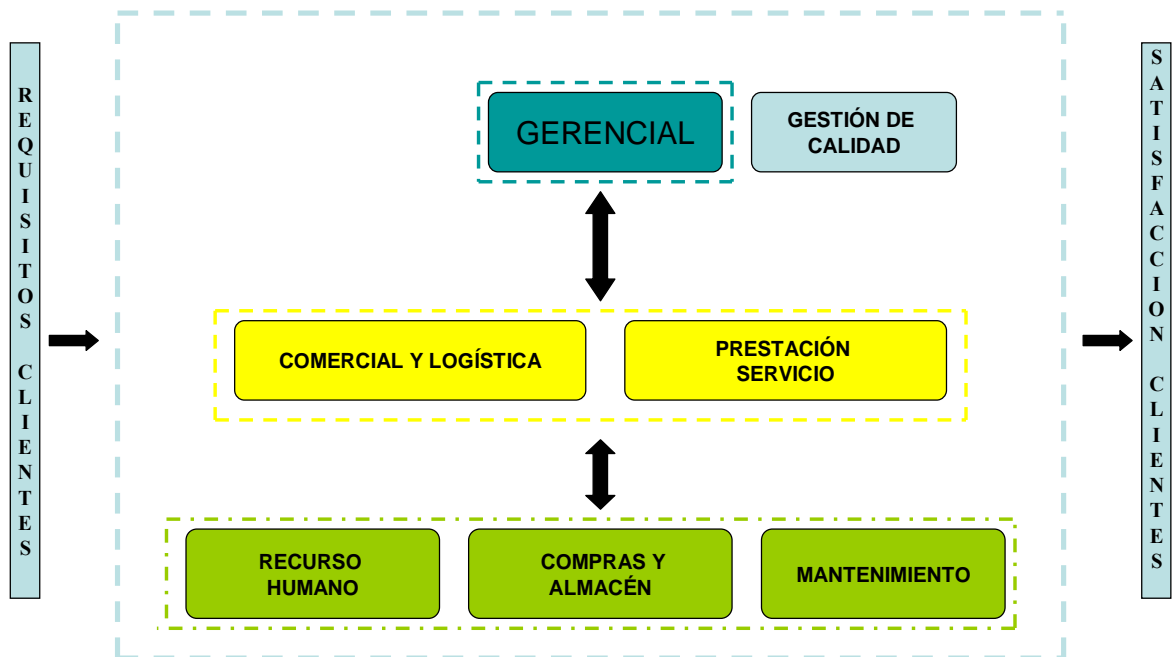 REQUISITOS CLIENTES
GERENCIAL
GESTIÓN DE
CALIDAD
COMERCIAL Y LOGÍSTICA
PRESTACIÓN
SERVICIO
RECURSO
HUMANO
COMPRAS Y
ALMACÉN
MANTENIMIENTO
SATISFACCION CLIENTES